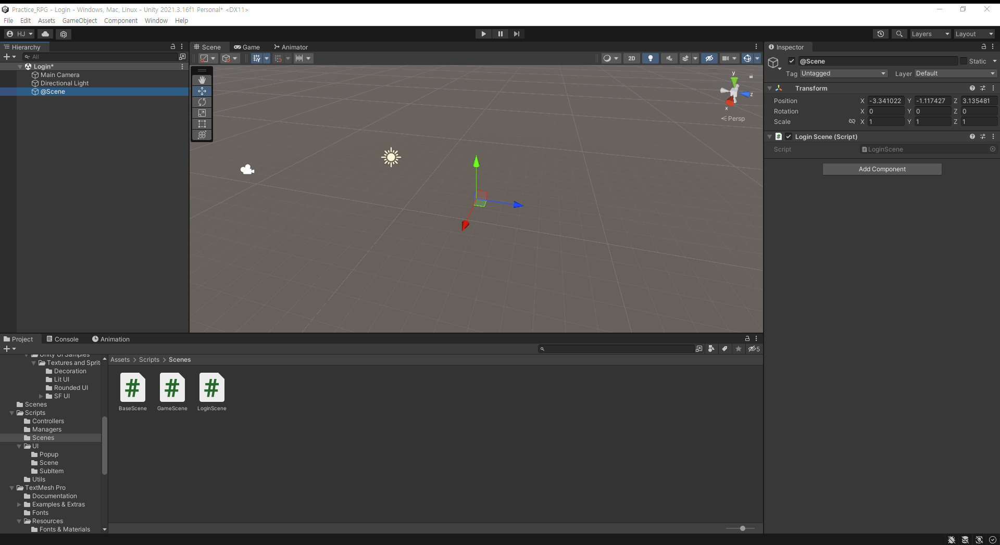 Practice_RPG - Login - Windows, Mac, Linux - Unity 2021.3.16f1 Personal* <DX11>
File Edit Assets GameObject Component Window Help
HJ Layers Layout
Hierarchy
All
Login*
Main Camera
Directional Light
@Scene
Scene Game Animator
2D
y
z
x
Persp
Inspector
@Scene Static
Tag Untagged Layer Default
Transform
Position X -3.341022 Y -1.117427 Z 3.135481
Rotation X 0 Y 0 Z 0
Scale X 1 Y 1 Z 1
# Login Scene (Script)
Script LoginScene
Add Component
Project Console Animation
5
Unity UI Samples
Textures and Sprit
Decoration
Lit UI
Rounded UI
SF UI
Scenes
Scripts
Controllers
Managers
Scenes
UI
Popup
Scene
SubItem
Utils
TextMesh Pro
Documentation
Examples & Extras
Fonts
Resources
Fonts & Materials
Assets > Scripts > Scenes
# # #
BaseScene GameScene LoginScene